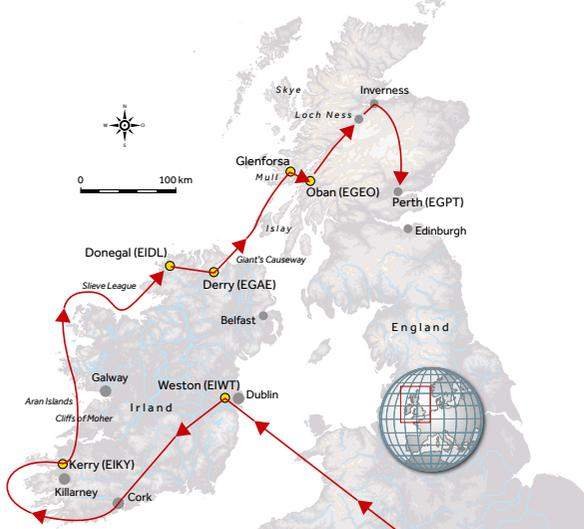 Inverness
Skye
Loch Ness
N
W
O
S
Glenforsa
Mull
0
100 km
Oban (EGEO)
Perth (EGPT)
Islay
Edinburgh
Donegal (EIDL)
Giant's Causeway
Slieve League
Derry (EGAE)
Belfast
England
Galway
Weston (EIWT)
Dublin
Aran Islands
Irland
Cliffs of Moher
Kerry (EIKY)
Killarney
Cork